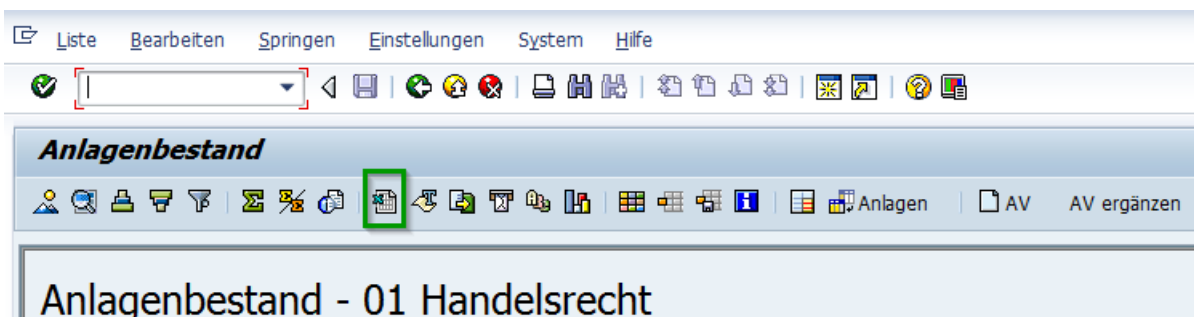 Liste Bearbeiten Springen Einstellungen System Hilfe
Anlagenbestand
Anlagen AV AV ergänzen
Anlagenbestand - 01 Handelsrecht